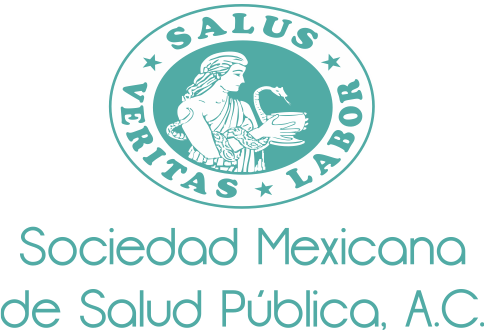 SALUS
VERITAS
LABOR
Sociedad Mexicana
de Salud Pública, A.C.